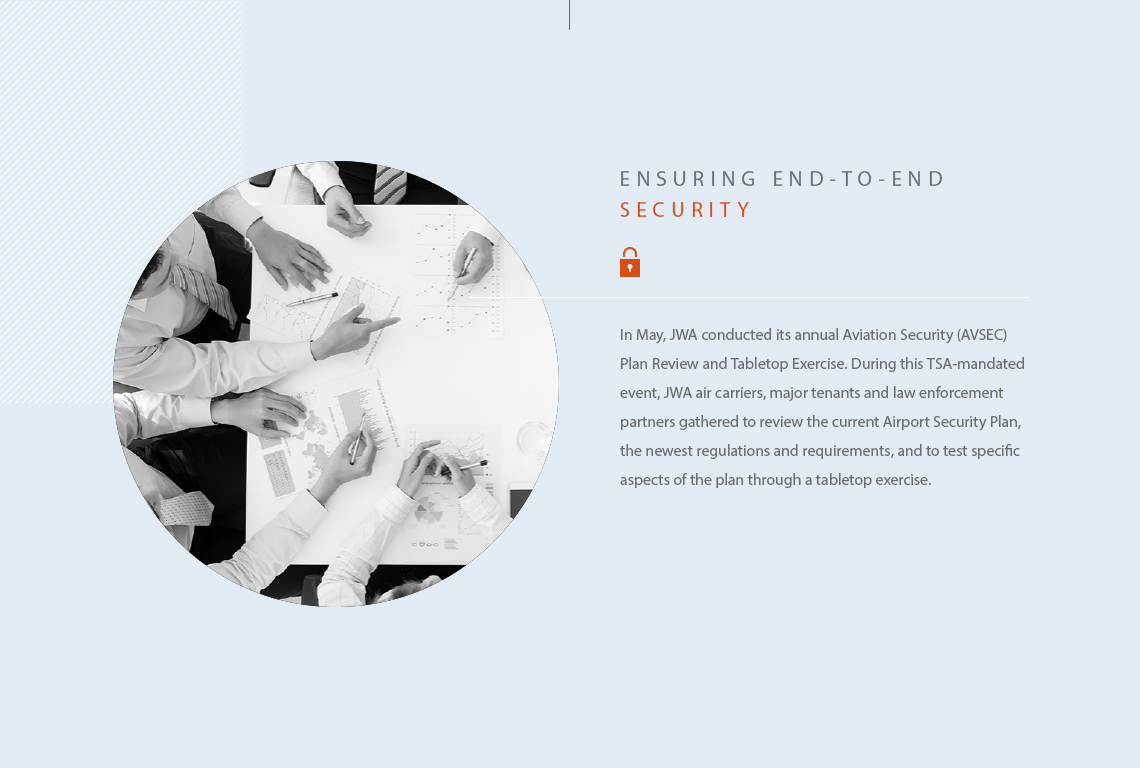 ENSURING END-TO-END
SECURITY
In May, JWA conducted its annual Aviation Security (AVSEC)
Plan Review and Tabletop Exercise. During this TSA-mandated
event, JWA air carriers, major tenants and law enforcement
partners gathered to review the current Airport Security Plan,
the newest regulations and requirements, and to test specific
aspects of the plan through a tabletop exercise.